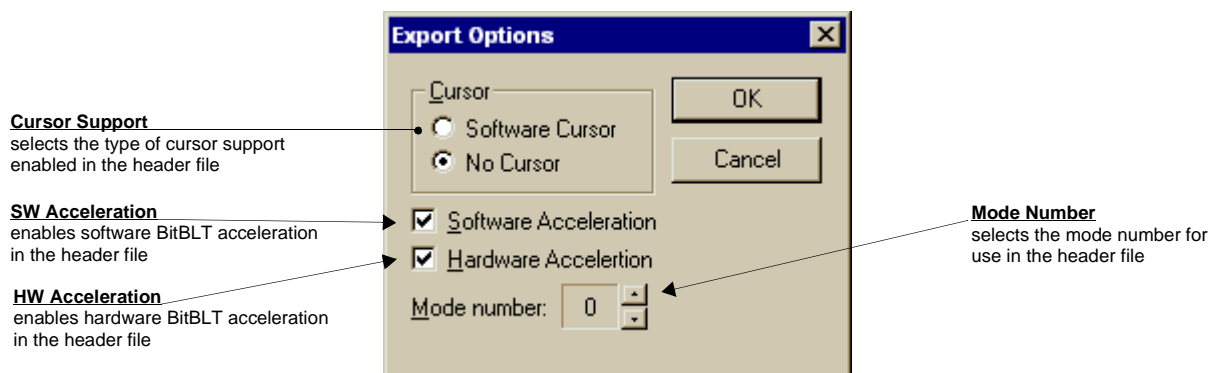 Export Options
Cursor
Software Cursor
No Cursor
OK
Cancel
Software Acceleration
Hardware Accelertion
Mode number:
0
Cursor Support
selects the type of cursor support
enabled in the header file
SW Acceleration
enables software BitBLT acceleration
in the header file
HW Acceleration
enables hardware BitBLT acceleration
in the header file
Mode Number
selects the mode number for
use in the header file